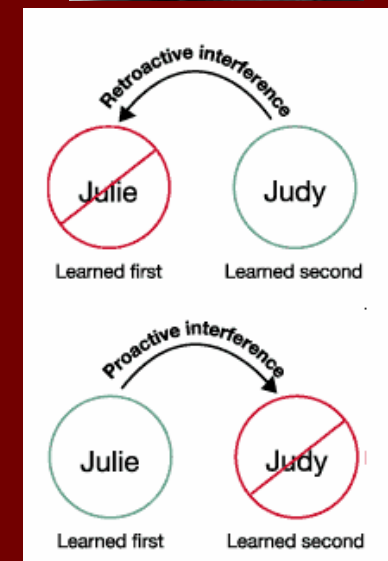 Retroactive interference
Julie Judy
Learned first Learned second
Proactive interference
Julie Judy
Learned first Learned second